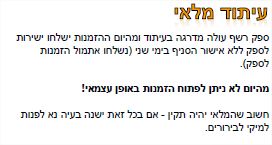 עיתוד מלאי
ספק רשף עולה מדרגה בעיתוד ומהיום ההזמנות ישלחו ישירות
לספק ללא אישור הסניף בימי שני (נשלחו אתמול הזמנות
לספק).
מהיום לא ניתן לפתוח הזמנות באופן עצמאי!
חשוב שהמלאי יהיה תקין - אם בכל זאת ישנה בעיה נא לפנות
למיקי לבירורים.